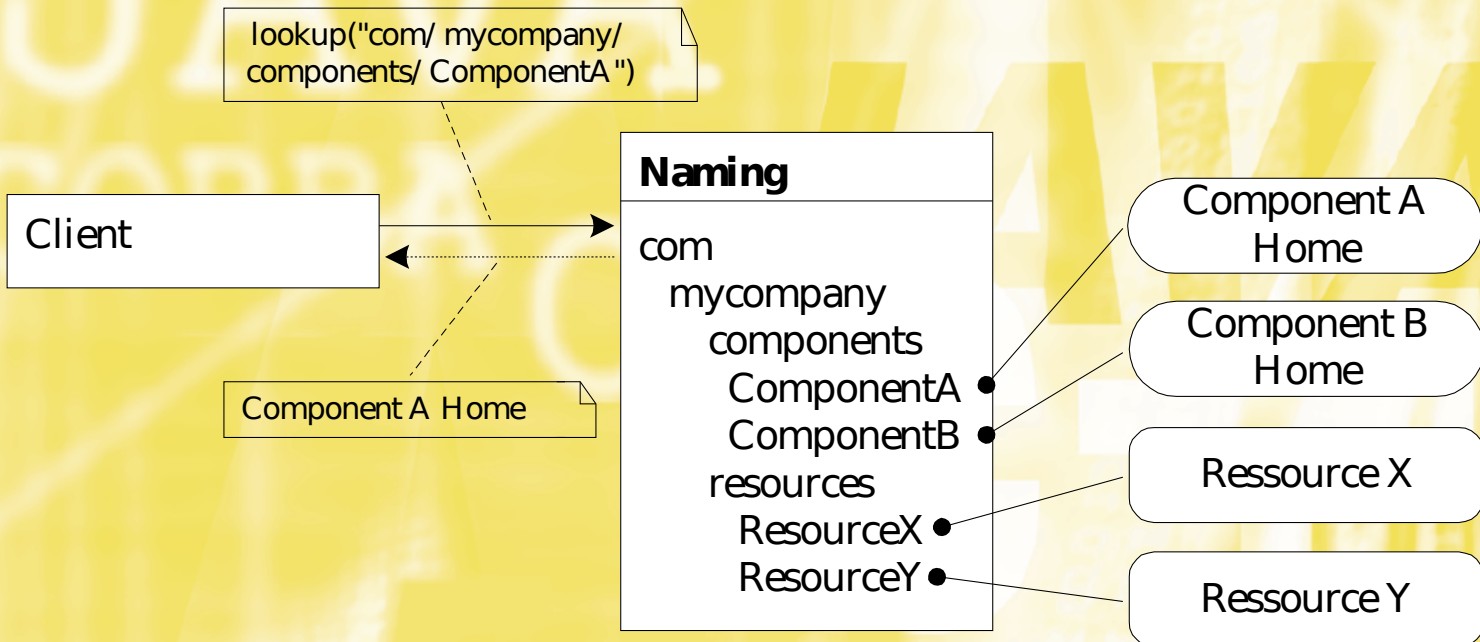 lookup("com/ mycompany/
components/ ComponentA")
Client
Component A Home
Naming
com
mycompany
components
ComponentA
ComponentB
resources
ResourceX
ResourceY
Component A
Home
Component B
Home
Ressource X
Ressource Y